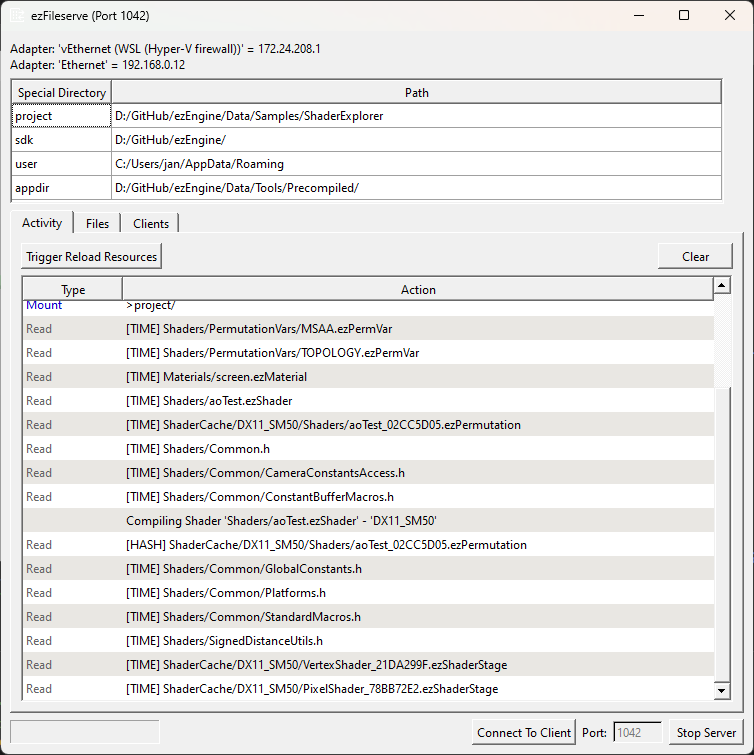 ezFileserve (Port 1042)
Adapter: 'vEthernet (WSL (Hyper-V firewall))' = 172.24.208.1
Adapter: 'Ethernet' = 192.168.0.12
Special Directory Path
project D:/GitHub/ezEngine/Data/Samples/ShaderExplorer
sdk D:/GitHub/ezEngine/
user C:/Users/jan/AppData/Roaming
appdir D:/GitHub/ezEngine/Data/Tools/Precompiled/
Activity Files Clients
Trigger Reload Resources Clear
Type Action
Mount >project/
Read [TIME] Shaders/PermutationVars/MSAA.ezPermVar
Read [TIME] Shaders/PermutationVars/TOPOLOGY.ezPermVar
Read [TIME] Materials/screen.ezMaterial
Read [TIME] Shaders/aoTest.ezShader
Read [TIME] ShaderCache/DX11_SM50/Shaders/aoTest_02CC5D05.ezPermutation
Read [TIME] Shaders/Common.h
Read [TIME] Shaders/Common/CameraConstantsAccess.h
Read [TIME] Shaders/Common/ConstantBufferMacros.h
Compiling Shader 'Shaders/aoTest.ezShader' - 'DX11_SM50'
Read [HASH] ShaderCache/DX11_SM50/Shaders/aoTest_02CC5D05.ezPermutation
Read [TIME] Shaders/Common/GlobalConstants.h
Read [TIME] Shaders/Common/Platforms.h
Read [TIME] Shaders/Common/StandardMacros.h
Read [TIME] Shaders/SignedDistanceUtils.h
Read [TIME] ShaderCache/DX11_SM50/VertexShader_21DA299F.ezShaderStage
Read [TIME] ShaderCache/DX11_SM50/PixelShader_78BB72E2.ezShaderStage
Connect To Client Port: 1042 Stop Server